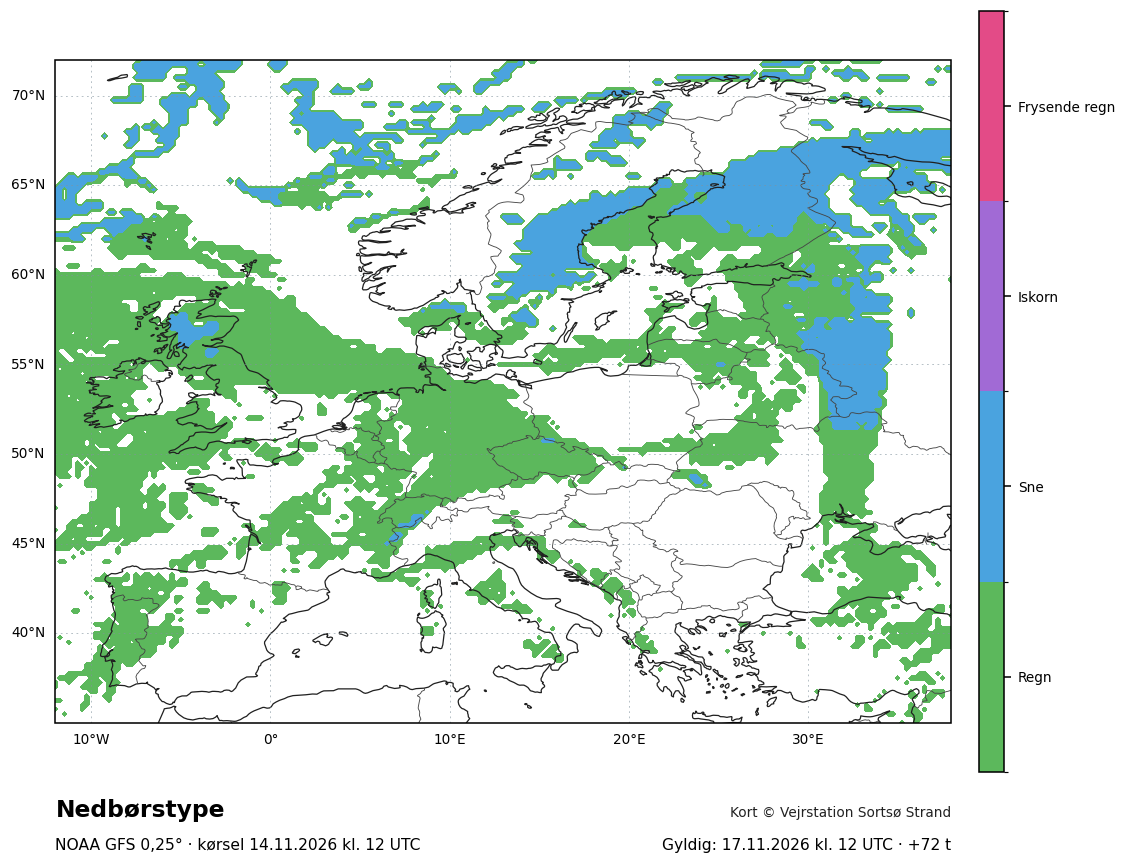 Frysende regn
70°N
65°N
Iskorn
60°N
55°N
Sne
50°N
45°N
40°N
Regn
10°W
0°
10°E
20°E
30°E
Nedbørstype
Kort © Vejrstation Sortsø Strand
NOAA GFS 0,25° · kørsel 14.11.2026 kl. 12 UTC
Gyldig: 17.11.2026 kl. 12 UTC · +72 t